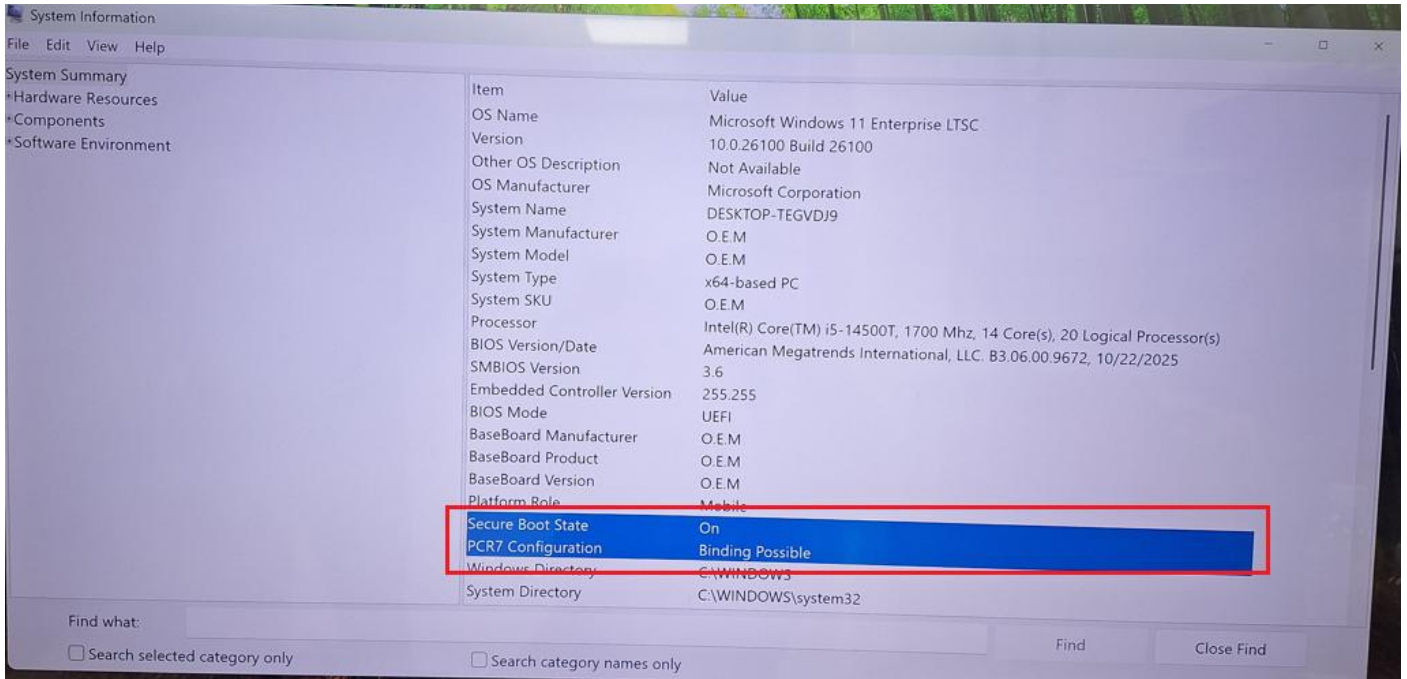 System Information
File Edit View Help
System Summary
Hardware Resources
Components
Software Environment
Item Value
OS Name Microsoft Windows 11 Enterprise LTSC
Version 10.0.26100 Build 26100
Other OS Description Not Available
OS Manufacturer Microsoft Corporation
System Name DESKTOP-TEGVDJ9
System Manufacturer O.E.M
System Model O.E.M
System Type x64-based PC
System SKU O.E.M
Processor Intel(R) Core(TM) i5-14500T, 1700 Mhz, 14 Core(s), 20 Logical Processor(s)
BIOS Version/Date American Megatrends International, LLC. B3.06.00.9672, 10/22/2025
SMBIOS Version 3.6
Embedded Controller Version 255.255
BIOS Mode UEFI
BaseBoard Manufacturer O.E.M
BaseBoard Product O.E.M
BaseBoard Version O.E.M
Platform Role Mobile
Secure Boot State On
PCR7 Configuration Binding Possible
Windows Directory C:\WINDOWS
System Directory C:\WINDOWS\system32
Find what:
Find Close Find
Search selected category only Search category names only